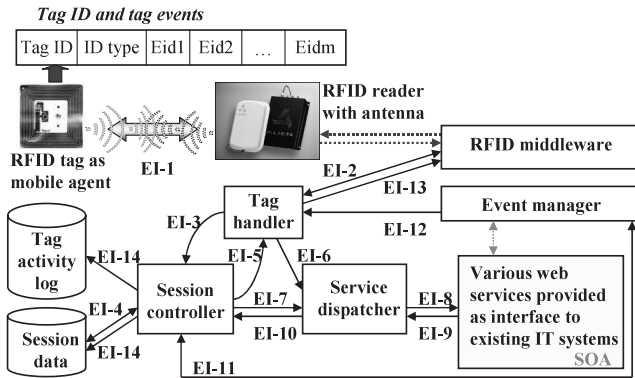 Tag ID and tag events
Tag ID ID type Eid1 Eid2 ... Eidm
RFID reader
with antenna
ALIEN
RFID tag as
mobile agent
EI-1
RFID middleware
EI-2
EI-13
Tag
handler
Event manager
EI-3
EI-12
Tag
activity
log
EI-14
EI-5
EI-6
Session
controller
Service
dispatcher
Various web
services provided
as interface to
existing IT systems
SOA
EI-7
EI-8
EI-4
EI-10
EI-9
Session
data
EI-14
EI-11